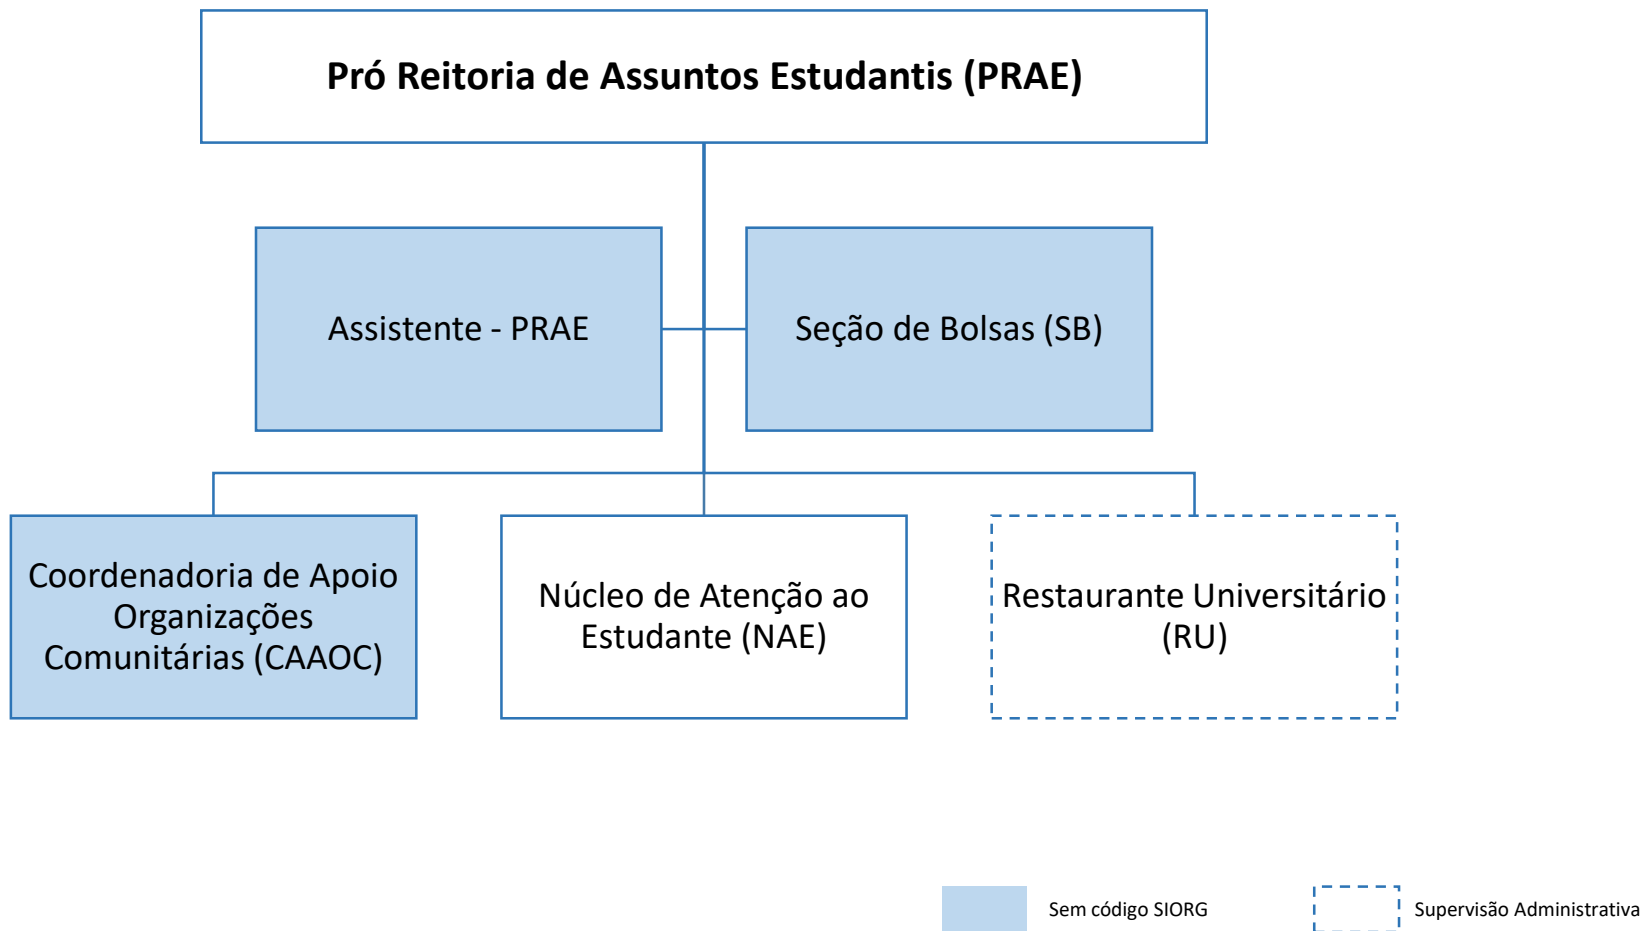 Pró Reitoria de Assuntos Estudantis (PRAE)
Assistente - PRAE
Seção de Bolsas (SB)
Coordenadoria de Apoio
Organizações
Comunitárias (CAAOC)
Núcleo de Atenção ao
Estudante (NAE)
Restaurante Universitário
(RU)
Sem código SIORG
Supervisão Administrativa